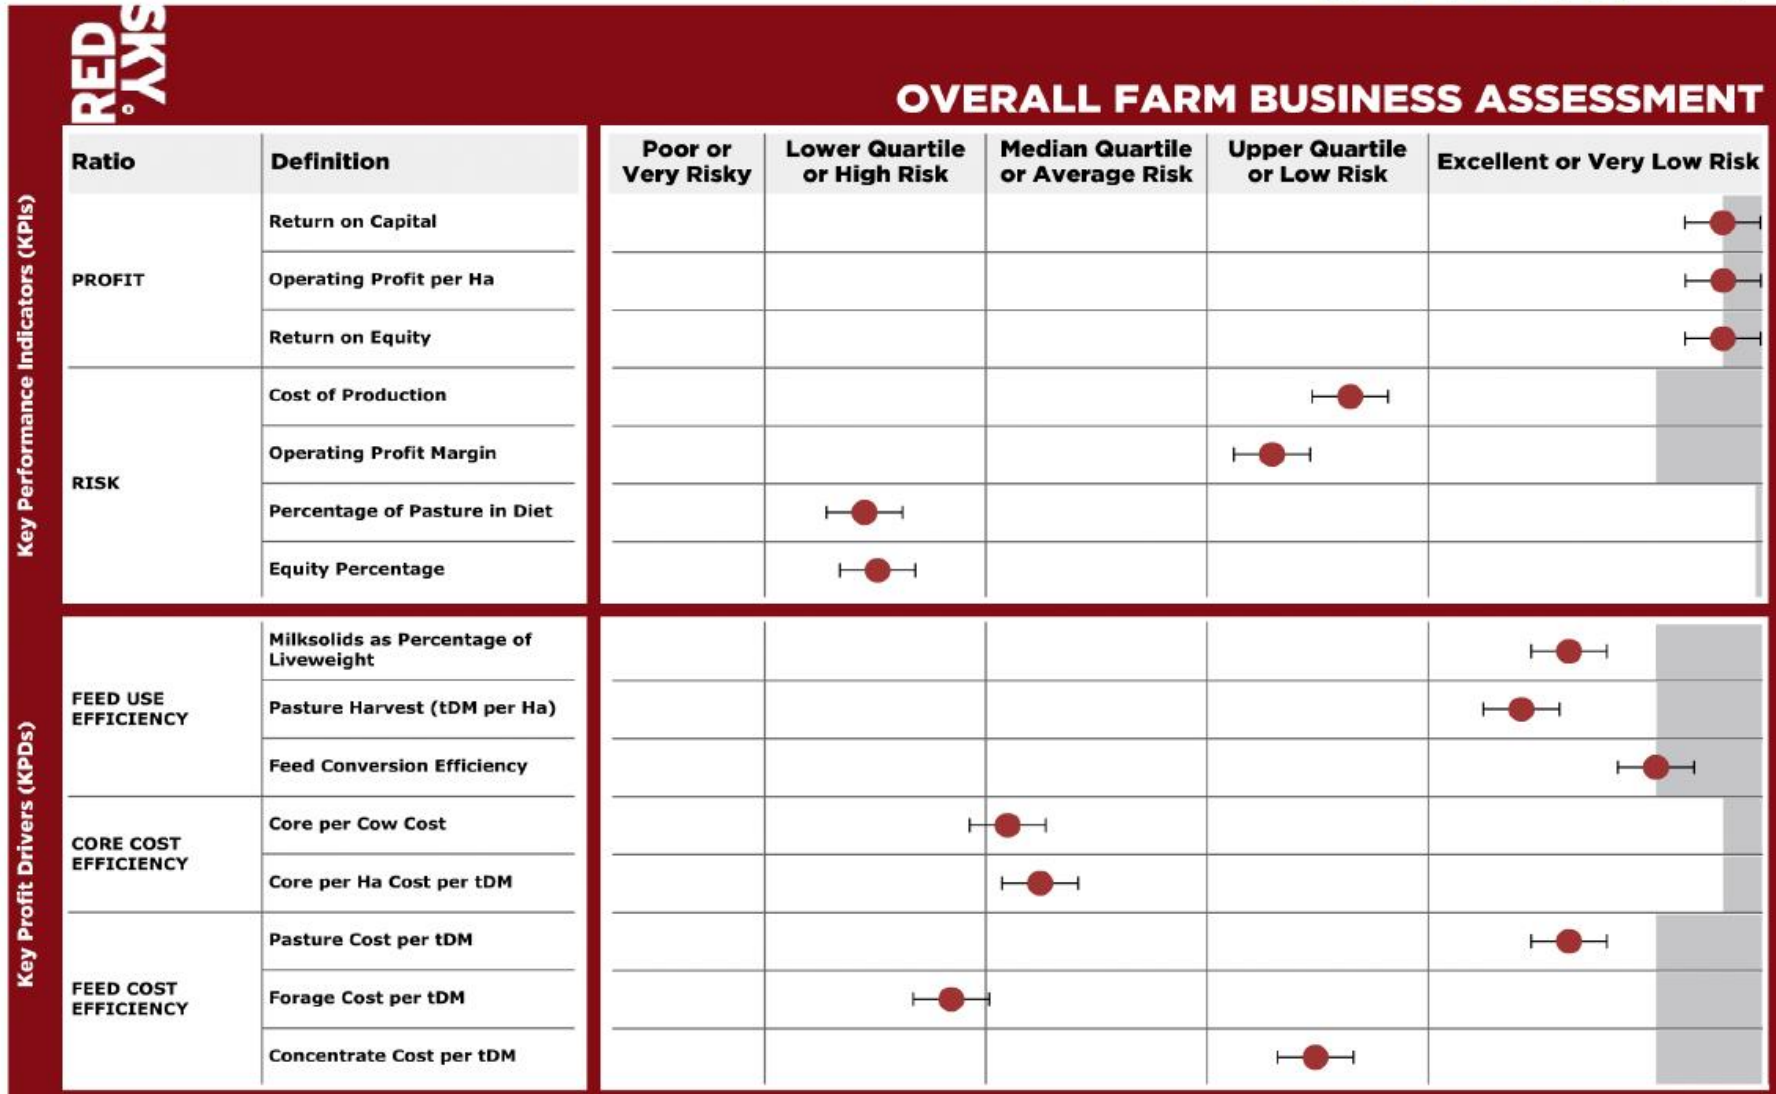 RED
SKY
®
OVERALL FARM BUSINESS ASSESSMENT
Ratio
Definition
Poor or
Very Risky
Lower Quartile
or High Risk
Median Quartile
or Average Risk
Upper Quartile
or Low Risk
Excellent or Very Low Risk
Key Performance Indicators (KPIs)
PROFIT
Return on Capital
Operating Profit per Ha
Return on Equity
RISK
Cost of Production
Operating Profit Margin
Percentage of Pasture in Diet
Equity Percentage
Key Profit Drivers (KPDs)
FEED USE
EFFICIENCY
Milksolids as Percentage of
Liveweight
Pasture Harvest (tDM per Ha)
Feed Conversion Efficiency
CORE COST
EFFICIENCY
Core per Cow Cost
Core per Ha Cost per tDM
FEED COST
EFFICIENCY
Pasture Cost per tDM
Forage Cost per tDM
Concentrate Cost per tDM